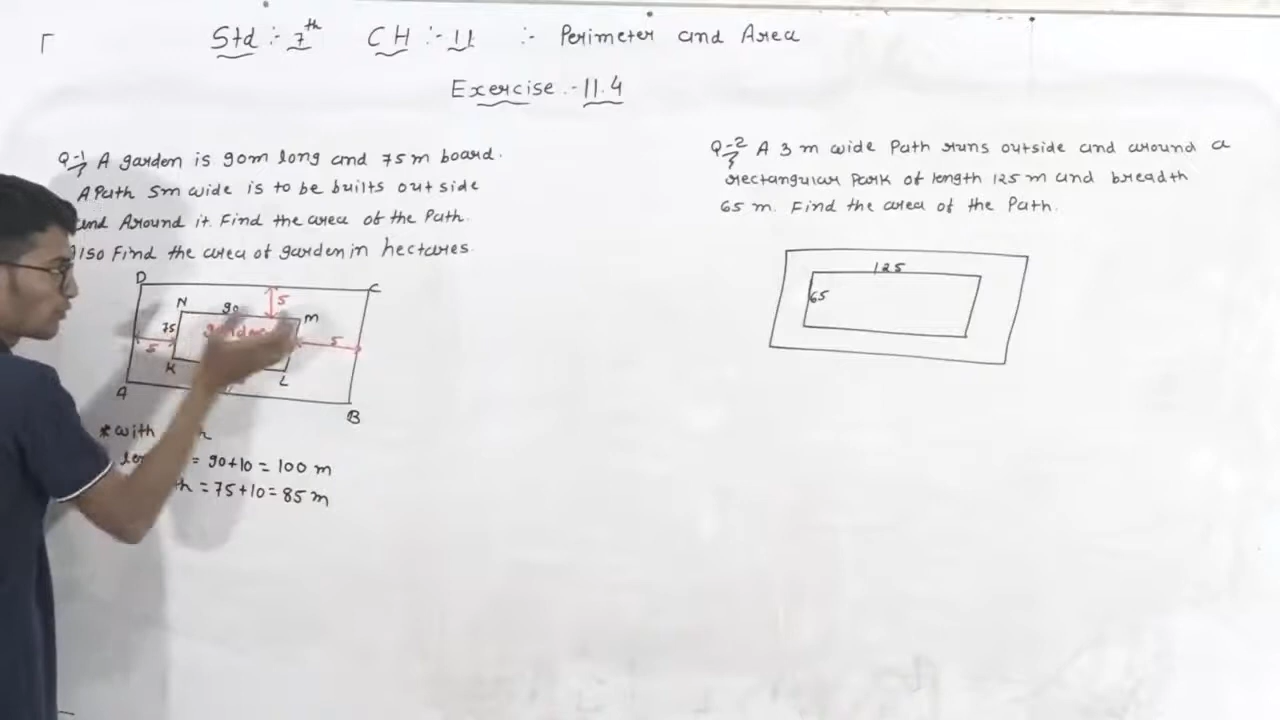 Std :- 7th CH :- 11 :- Perimeter and Area
Exercise :- 11.4
Q-1 A garden is 90m long and 75 m board.
A Path 5m wide is to be builts out side
and Around it. Find the area of the Path.
Also Find the area of garden in hectares.
D C
N 90 5 m
75
5 5
K L
A B
* with
= 90+10 = 100 m
= 75+10 = 85 m
Q-2 A 3 m wide Path runs outside and around a
rectangular Park of length 125 m and breadth
65 m. Find the area of the Path.
125
65